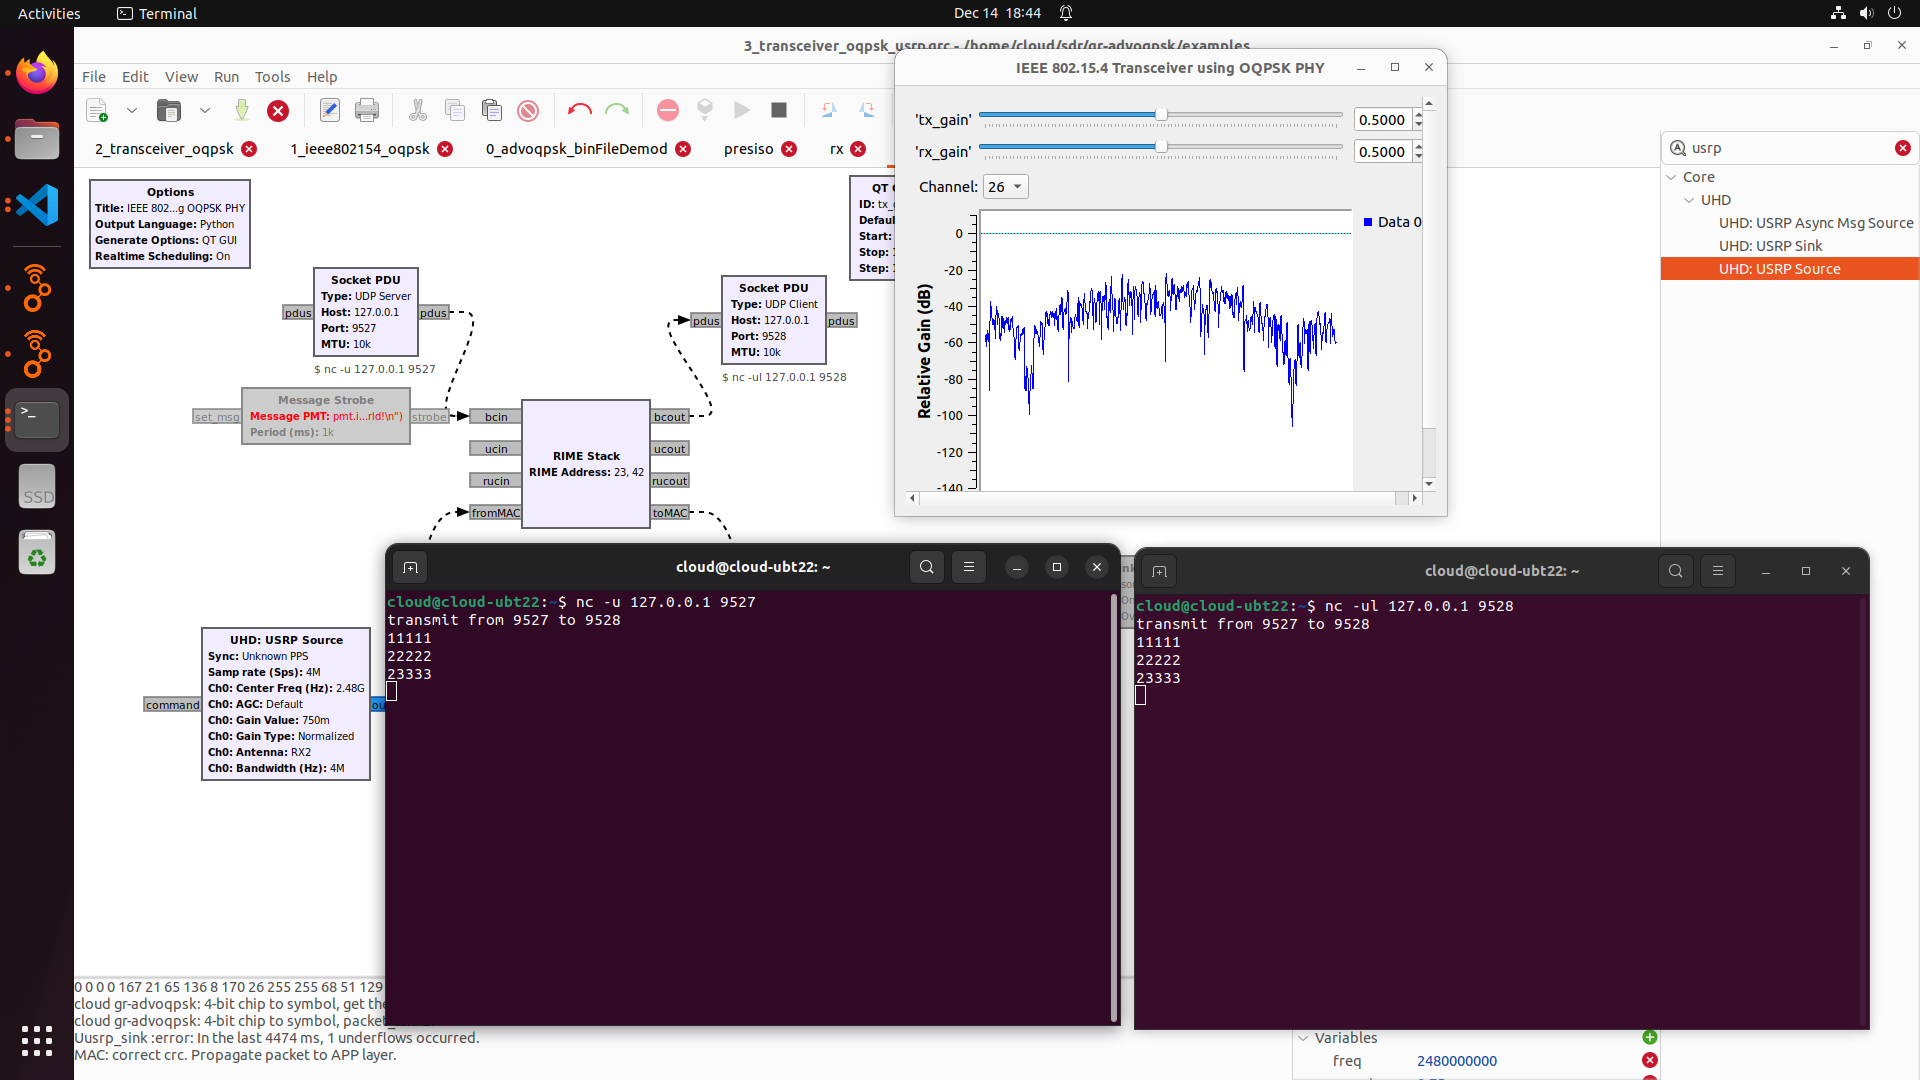 Activities
Terminal
Dec 14 18:44
3_transceiver_oqpsk_usrp.grc - /home/cloud/sdr/gr-advoqpsk/examples
File Edit View Run Tools Help
2_transceiver_oqpsk
1_ieee802154_oqpsk
0_advoqpsk_binFileDemod
presiso
rx
Options
Title: IEEE 802...g OQPSK PHY
Output Language: Python
Generate Options: QT GUI
Realtime Scheduling: On
pdus
Socket PDU
Type: UDP Server
Host: 127.0.0.1
Port: 9527
MTU: 10k
pdus
$ nc -u 127.0.0.1 9527
set_msg
Message Strobe
Message PMT: pmt.i...rld!\n")
Period (ms): 1k
strobe
pdus
Socket PDU
Type: UDP Client
Host: 127.0.0.1
Port: 9528
MTU: 10k
pdus
$ nc -ul 127.0.0.1 9528
bcin
ucin
rucin
fromMAC
RIME Stack
RIME Address: 23, 42
bcout
ucout
rucout
toMAC
QT
ID: tx_
Defau
Start:
Stop:
Step:
command
UHD: USRP Source
Sync: Unknown PPS
Samp rate (Sps): 4M
Ch0: Center Freq (Hz): 2.48G
Ch0: AGC: Default
Ch0: Gain Value: 750m
Ch0: Gain Type: Normalized
Ch0: Antenna: RX2
Ch0: Bandwidth (Hz): 4M
ou
IEEE 802.15.4 Transceiver using OQPSK PHY
'tx_gain'
0.5000
'rx_gain'
0.5000
Channel: 26
Data 0
Relative Gain (dB)
0
-20
-40
-60
-80
-100
-120
-140
usrp
Core
UHD
UHD: USRP Async Msg Source
UHD: USRP Sink
UHD: USRP Source
SSD
cloud@cloud-ubt22: ~
cloud@cloud-ubt22:~$ nc -u 127.0.0.1 9527
transmit from 9527 to 9528
11111
22222
23333
cloud@cloud-ubt22: ~
cloud@cloud-ubt22:~$ nc -ul 127.0.0.1 9528
transmit from 9527 to 9528
11111
22222
23333
0 0 0 0 167 21 65 136 8 170 26 255 255 68 51 129
cloud gr-advoqpsk: 4-bit chip to symbol, get the
cloud gr-advoqpsk: 4-bit chip to symbol, packet
Uusrp_sink :error: In the last 4474 ms, 1 underflows occurred.
MAC: correct crc. Propagate packet to APP layer.
Variables
freq 2480000000